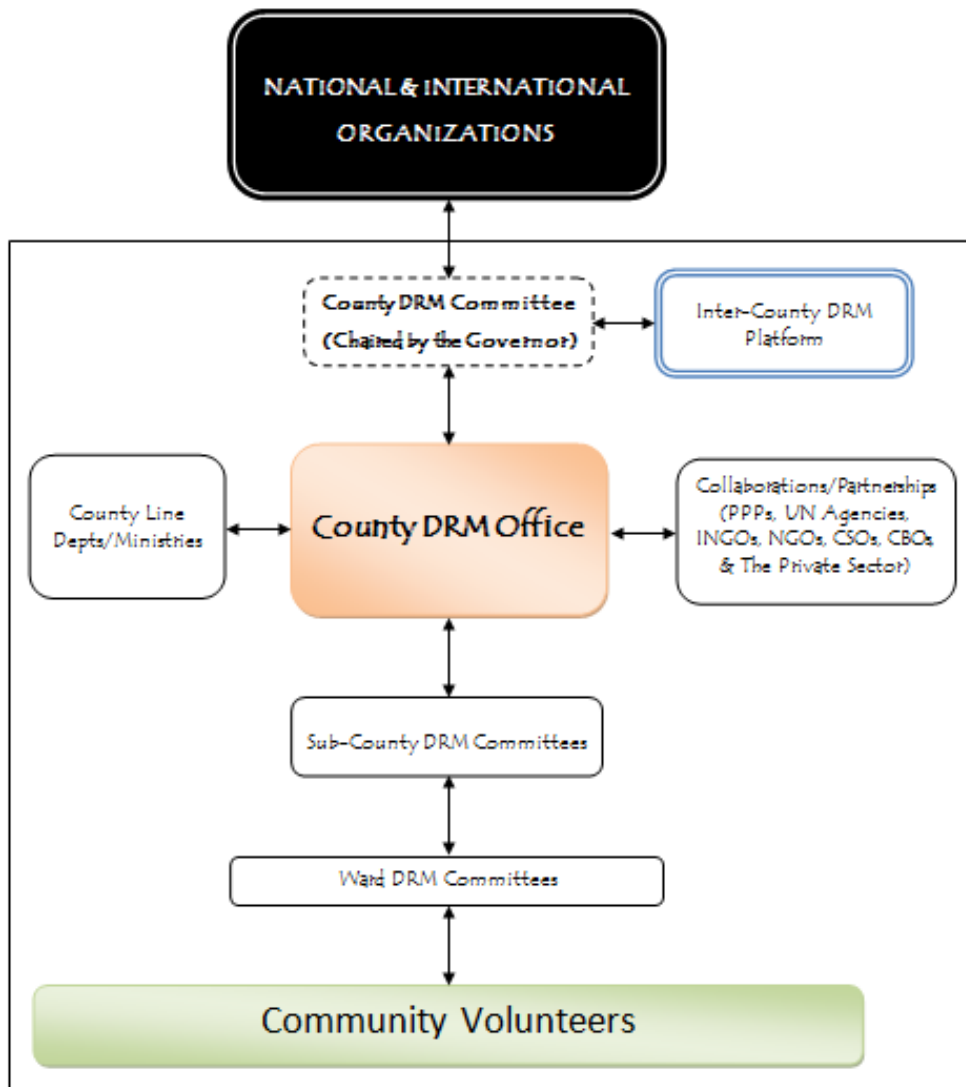 NATIONAL & INTERNATIONAL
ORGANIZATIONS
County DRM Committee
(Chaired by the Governor)
Inter-County DRM
Platform
County Line
Depts/Ministries
County DRM Office
Collaborations/Partnerships
(PPPs, UN Agencies,
INGOs, NGOs, CSOs, CBOs,
& The Private Sector)
Sub-County DRM Committees
Ward DRM Committees
Community Volunteers